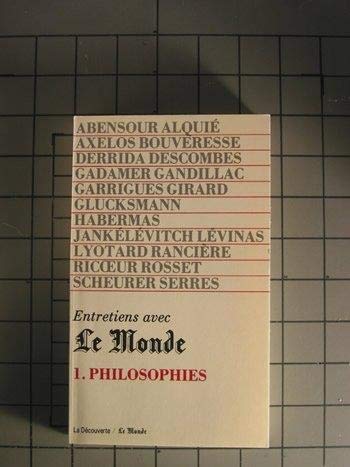 ABENSOUR ALQUIÉ
AXELOS BOUVERESSE
DERRIDA DESCOMBES
GADAMER GANDILLAC
GARRIGUES GIRARD
GLUCKSMANN
HABERMAS
JANKÉLÉVITCH LÉVINAS
LYOTARD RANCIÈRE
RICŒUR ROSSET
SCHEURER SERRES
Entretiens avec
Le Monde
1. PHILOSOPHIES
La Découverte / Le Monde